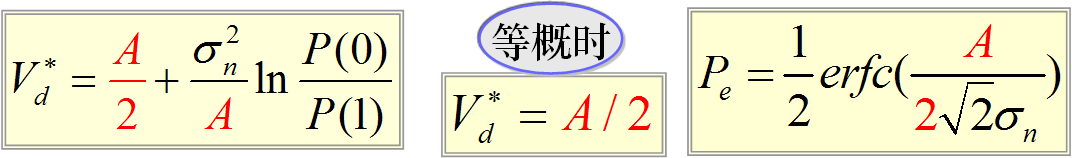 V_d^* = A/2 + σ_n^2/A ln P(0)/P(1)
等概时
V_d^* = A / 2
P_e = 1/2 erfc(A/2√2σ_n)